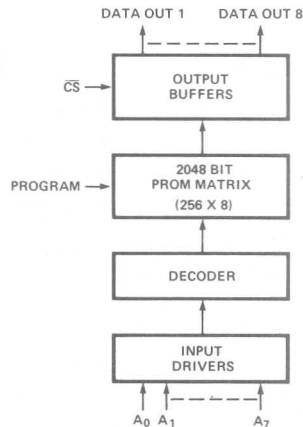 DATA OUT 1 DATA OUT 8
CS
OUTPUT
BUFFERS
PROGRAM
2048 BIT
PROM MATRIX
(256 X 8)
DECODER
INPUT
DRIVERS
A0 A1 A7